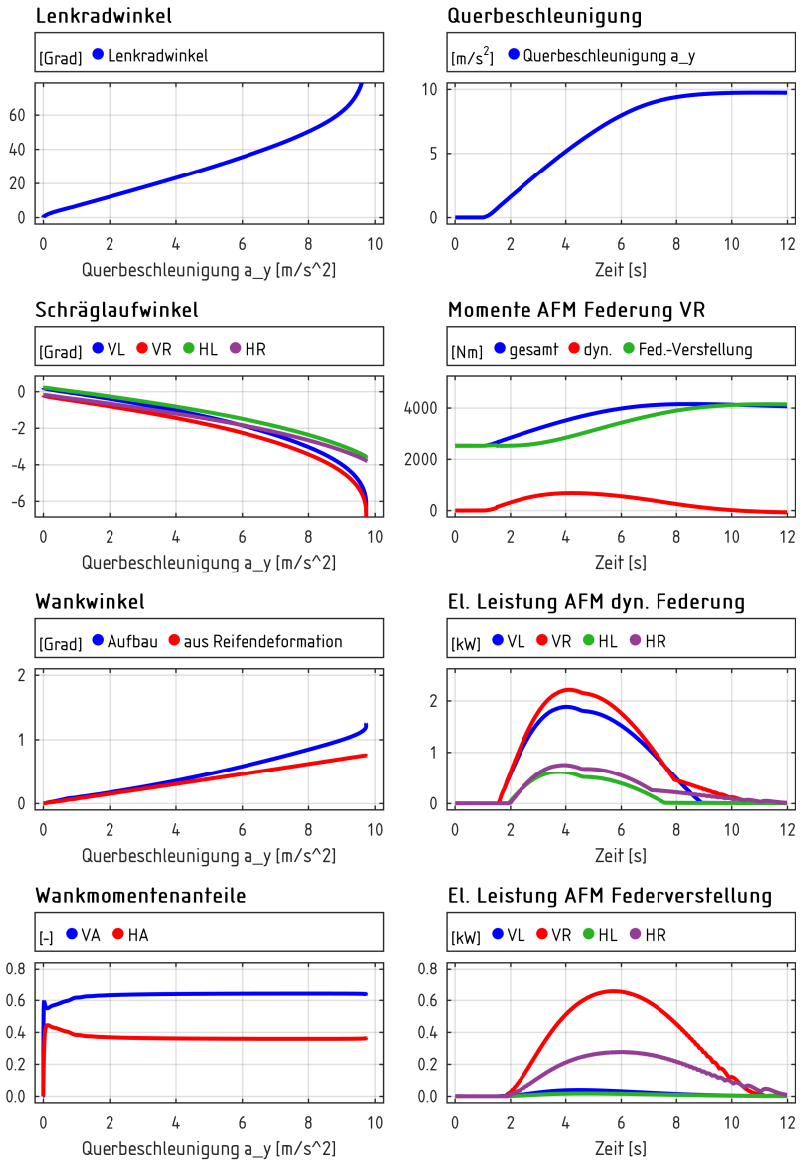 Lenkradwinkel
[Grad] Lenkradwinkel
60
40
20
0
0 2 4 6 8 10
Querbeschleunigung a_y [m/s^2]
Querbeschleunigung
[m/s²] Querbeschleunigung a_y
10
5
0
0 2 4 6 8 10 12
Zeit [s]
Schräglaufwinkel
[Grad] VL VR HL HR
0
-2
-4
-6
0 2 4 6 8 10
Querbeschleunigung a_y [m/s^2]
Momente AFM Federung VR
[Nm] gesamt dyn. Fed.-Verstellung
4000
2000
0
0 2 4 6 8 10 12
Zeit [s]
Wankwinkel
[Grad] Aufbau aus Reifendeformation
2
1
0
0 2 4 6 8 10
Querbeschleunigung a_y [m/s^2]
El. Leistung AFM dyn. Federung
[kW] VL VR HL HR
2
1
0
0 2 4 6 8 10 12
Zeit [s]
Wankmomentenanteile
[-] VA HA
0.8
0.6
0.4
0.2
0.0
0 2 4 6 8 10
Querbeschleunigung a_y [m/s^2]
El. Leistung AFM Federverstellung
[kW] VL VR HL HR
0.8
0.6
0.4
0.2
0.0
0 2 4 6 8 10 12
Zeit [s]